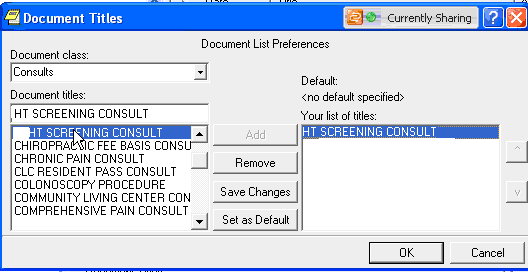 Document Titles
Currently Sharing
Document List Preferences
Document class:
Consults
Default:
<no default specified>
Document titles:
HT SCREENING CONSULT
Your list of titles:
HT SCREENING CONSULT
HT SCREENING CONSULT
CHIROPRACTIC FEE BASIS CONSU
CHRONIC PAIN CONSULT
CLC RESIDENT PASS CONSULT
COLONOSCOPY PROCEDURE
COMMUNITY LIVING CENTER CON
COMPREHENSIVE PAIN CONSULT
Add
Remove
Save Changes
Set as Default
OK
Cancel